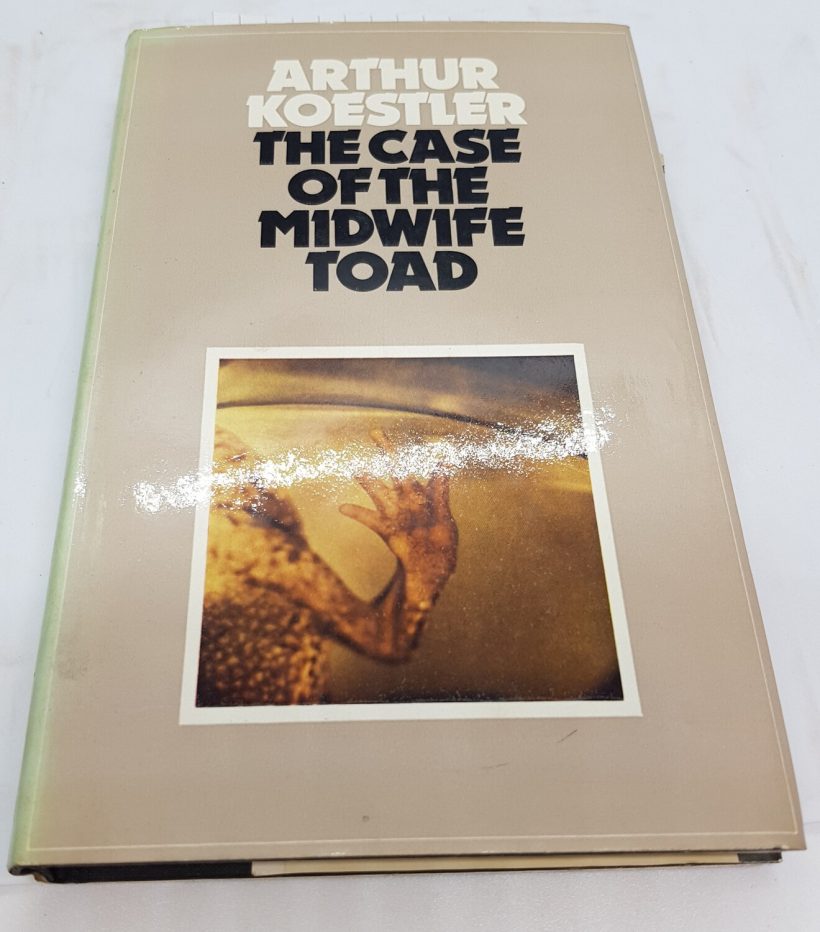 ARTHUR
KOESTLER
THE CASE
OF THE
MIDWIFE
TOAD